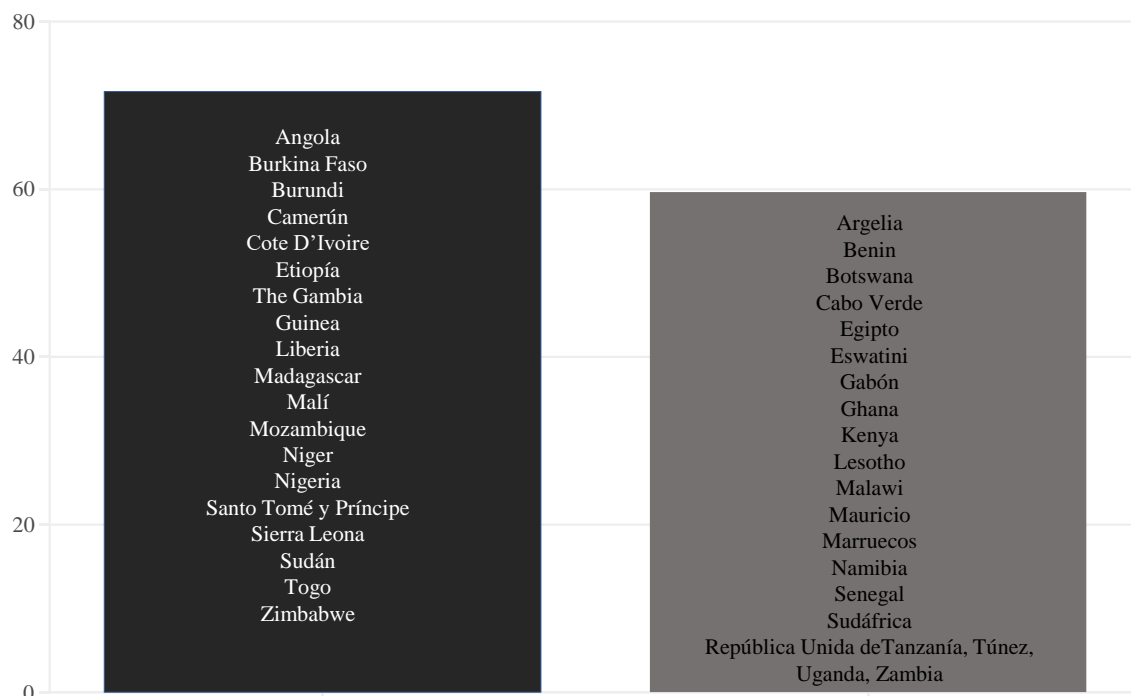 80
60
40
20
0
Angola
Burkina Faso
Burundi
Camerún
Cote D’Ivoire
Etiopía
The Gambia
Guinea
Liberia
Madagascar
Malí
Mozambique
Niger
Nigeria
Santo Tomé y Príncipe
Sierra Leona
Sudán
Togo
Zimbabwe
Argelia
Benin
Botswana
Cabo Verde
Egipto
Eswatini
Gabón
Ghana
Kenya
Lesotho
Malawi
Mauricio
Marruecos
Namibia
Senegal
Sudáfrica
República Unida deTanzanía, Túnez,
Uganda, Zambia